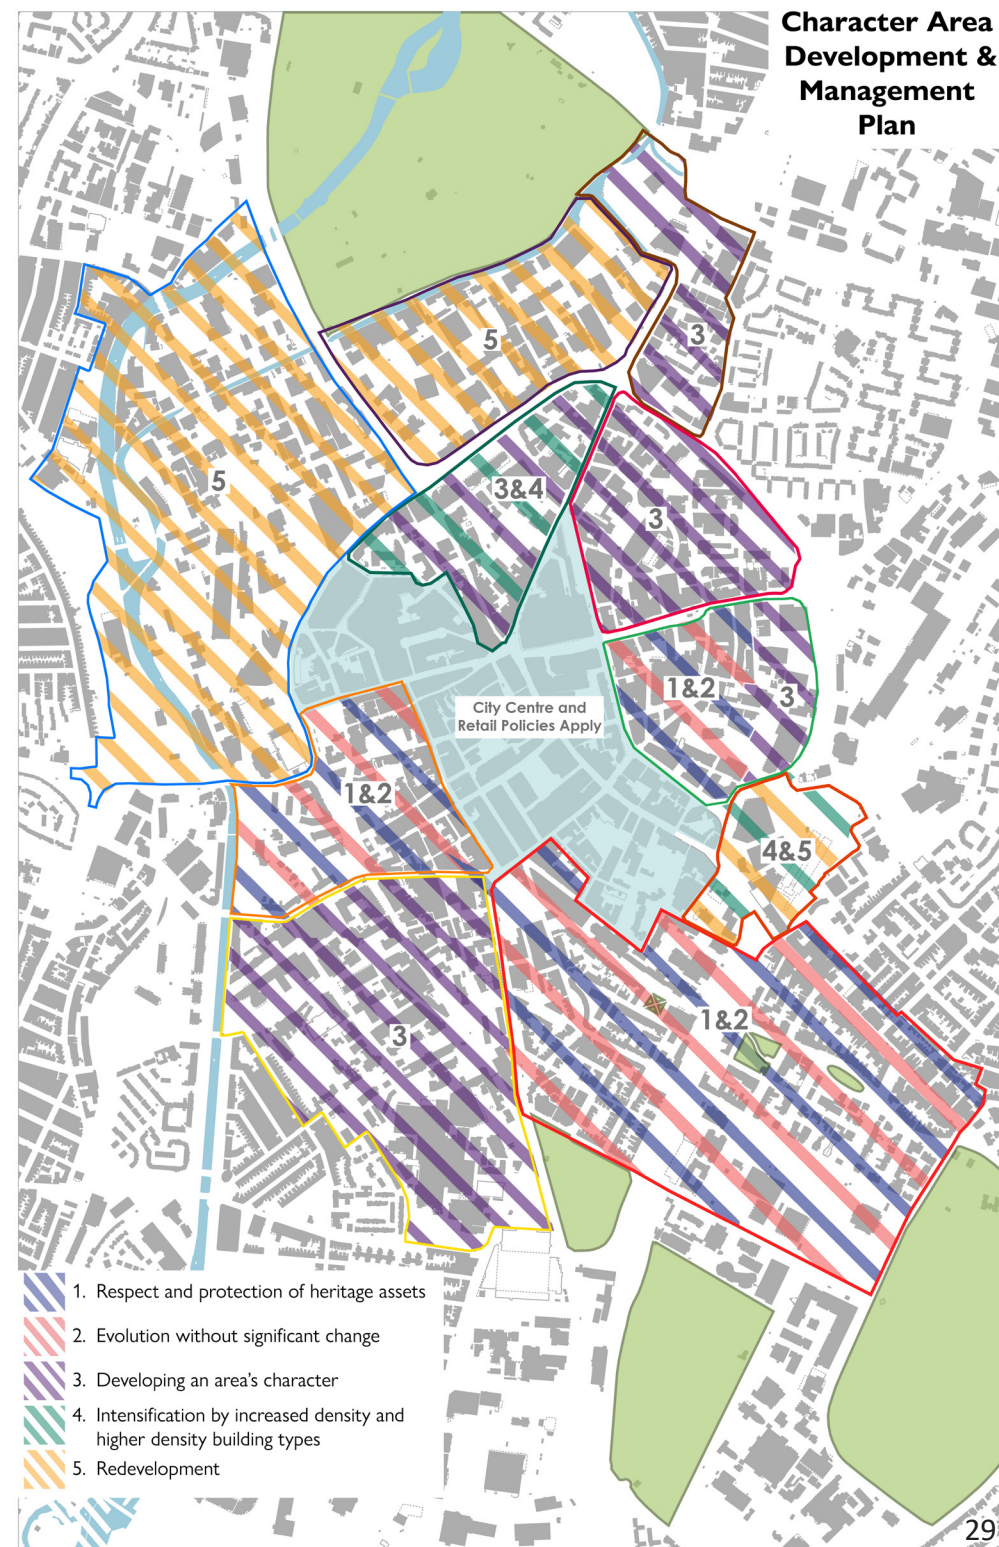 Character Area
Development &
Management
Plan
5
3
5
3&4
3
1&2
3
City Centre and
Retail Policies Apply
1&2
4&5
1&2
3
1. Respect and protection of heritage assets
2. Evolution without significant change
3. Developing an area's character
4. Intensification by increased density and
higher density building types
5. Redevelopment
29